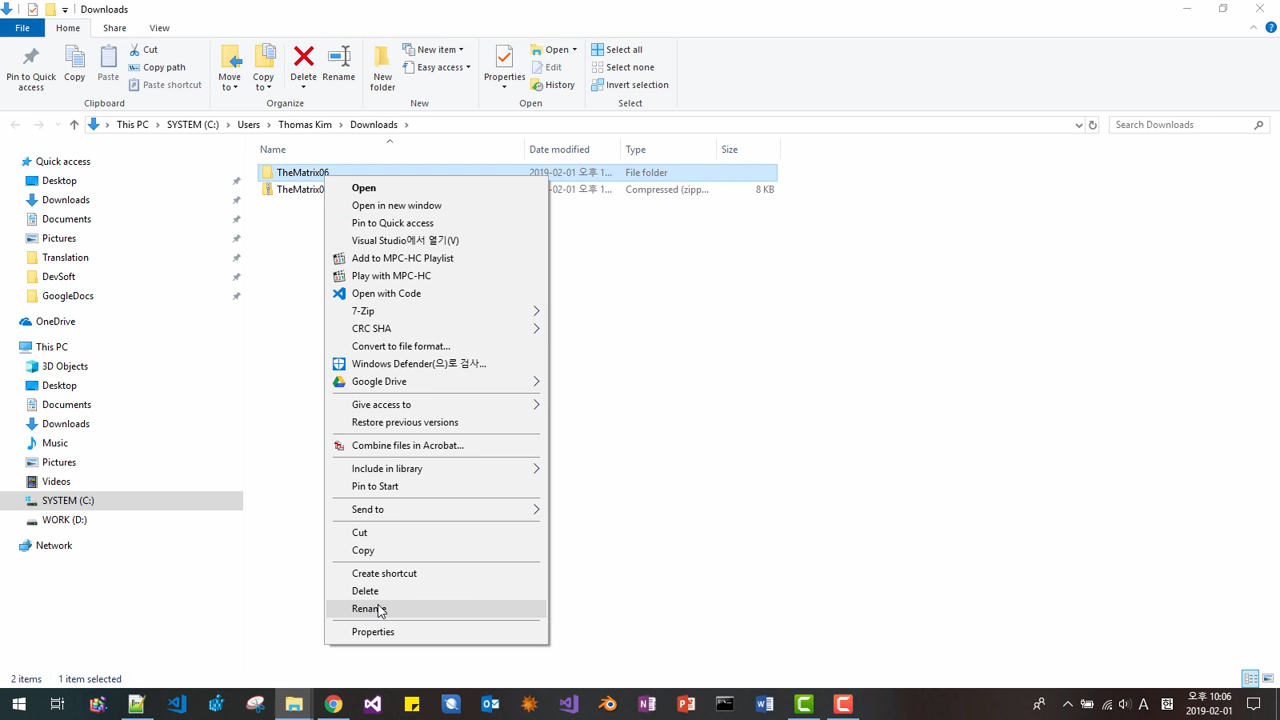 Downloads
File
Home
Share
View
Pin to Quick
access
Copy
Paste
Cut
Copy path
Paste shortcut
Clipboard
Move
to
Copy
to
Delete
Rename
Organize
New
folder
New item
Easy access
New
Properties
Open
Edit
History
Open
Select all
Select none
Invert selection
Select
This PC
SYSTEM (C:)
Users
Thomas Kim
Downloads
Search Downloads
Name
Date modified
Type
Size
TheMatrix06
2019-02-01 오후 1...
File folder
TheMatrix0
-02-01 오후 1...
Compressed (zipp...
8 KB
Quick access
Desktop
Downloads
Documents
Pictures
Translation
DevSoft
GoogleDocs
OneDrive
This PC
3D Objects
Desktop
Documents
Downloads
Music
Pictures
Videos
SYSTEM (C:)
WORK (D:)
Network
Open
Open in new window
Pin to Quick access
Visual Studio에서 열기(V)
Add to MPC-HC Playlist
Play with MPC-HC
Open with Code
7-Zip
CRC SHA
Convert to file format...
Windows Defender(으)로 검사...
Google Drive
Give access to
Restore previous versions
Combine files in Acrobat...
Include in library
Pin to Start
Send to
Cut
Copy
Create shortcut
Delete
Rename
Properties
2 items
1 item selected
A
오후 10:06
2019-02-01